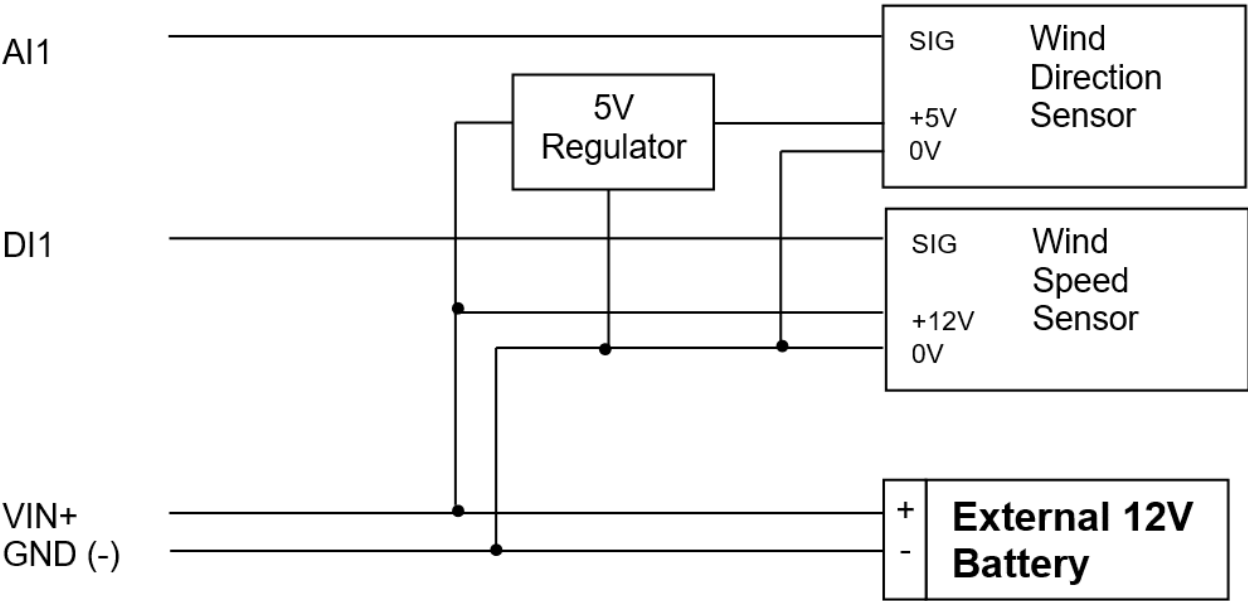 AI1
SIG
Wind
Direction
Sensor
+5V
0V
5V
Regulator
DI1
SIG
Wind
Speed
Sensor
+12V
0V
VIN+
GND (-)
+
-
External 12V
Battery